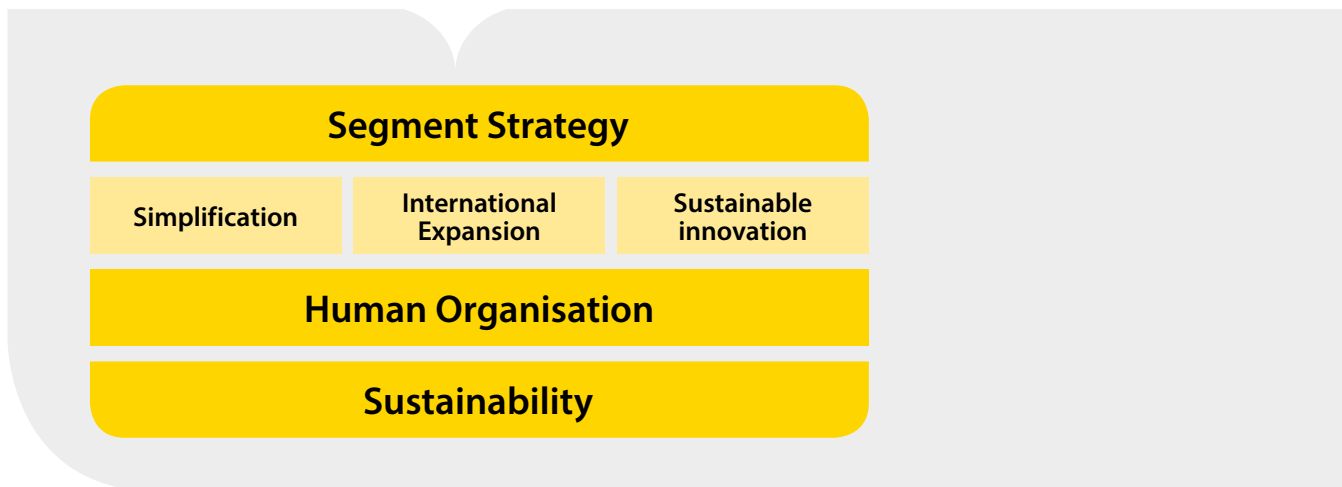 Segment Strategy
Simplification
International
Expansion
Sustainable
innovation
Human Organisation
Sustainability